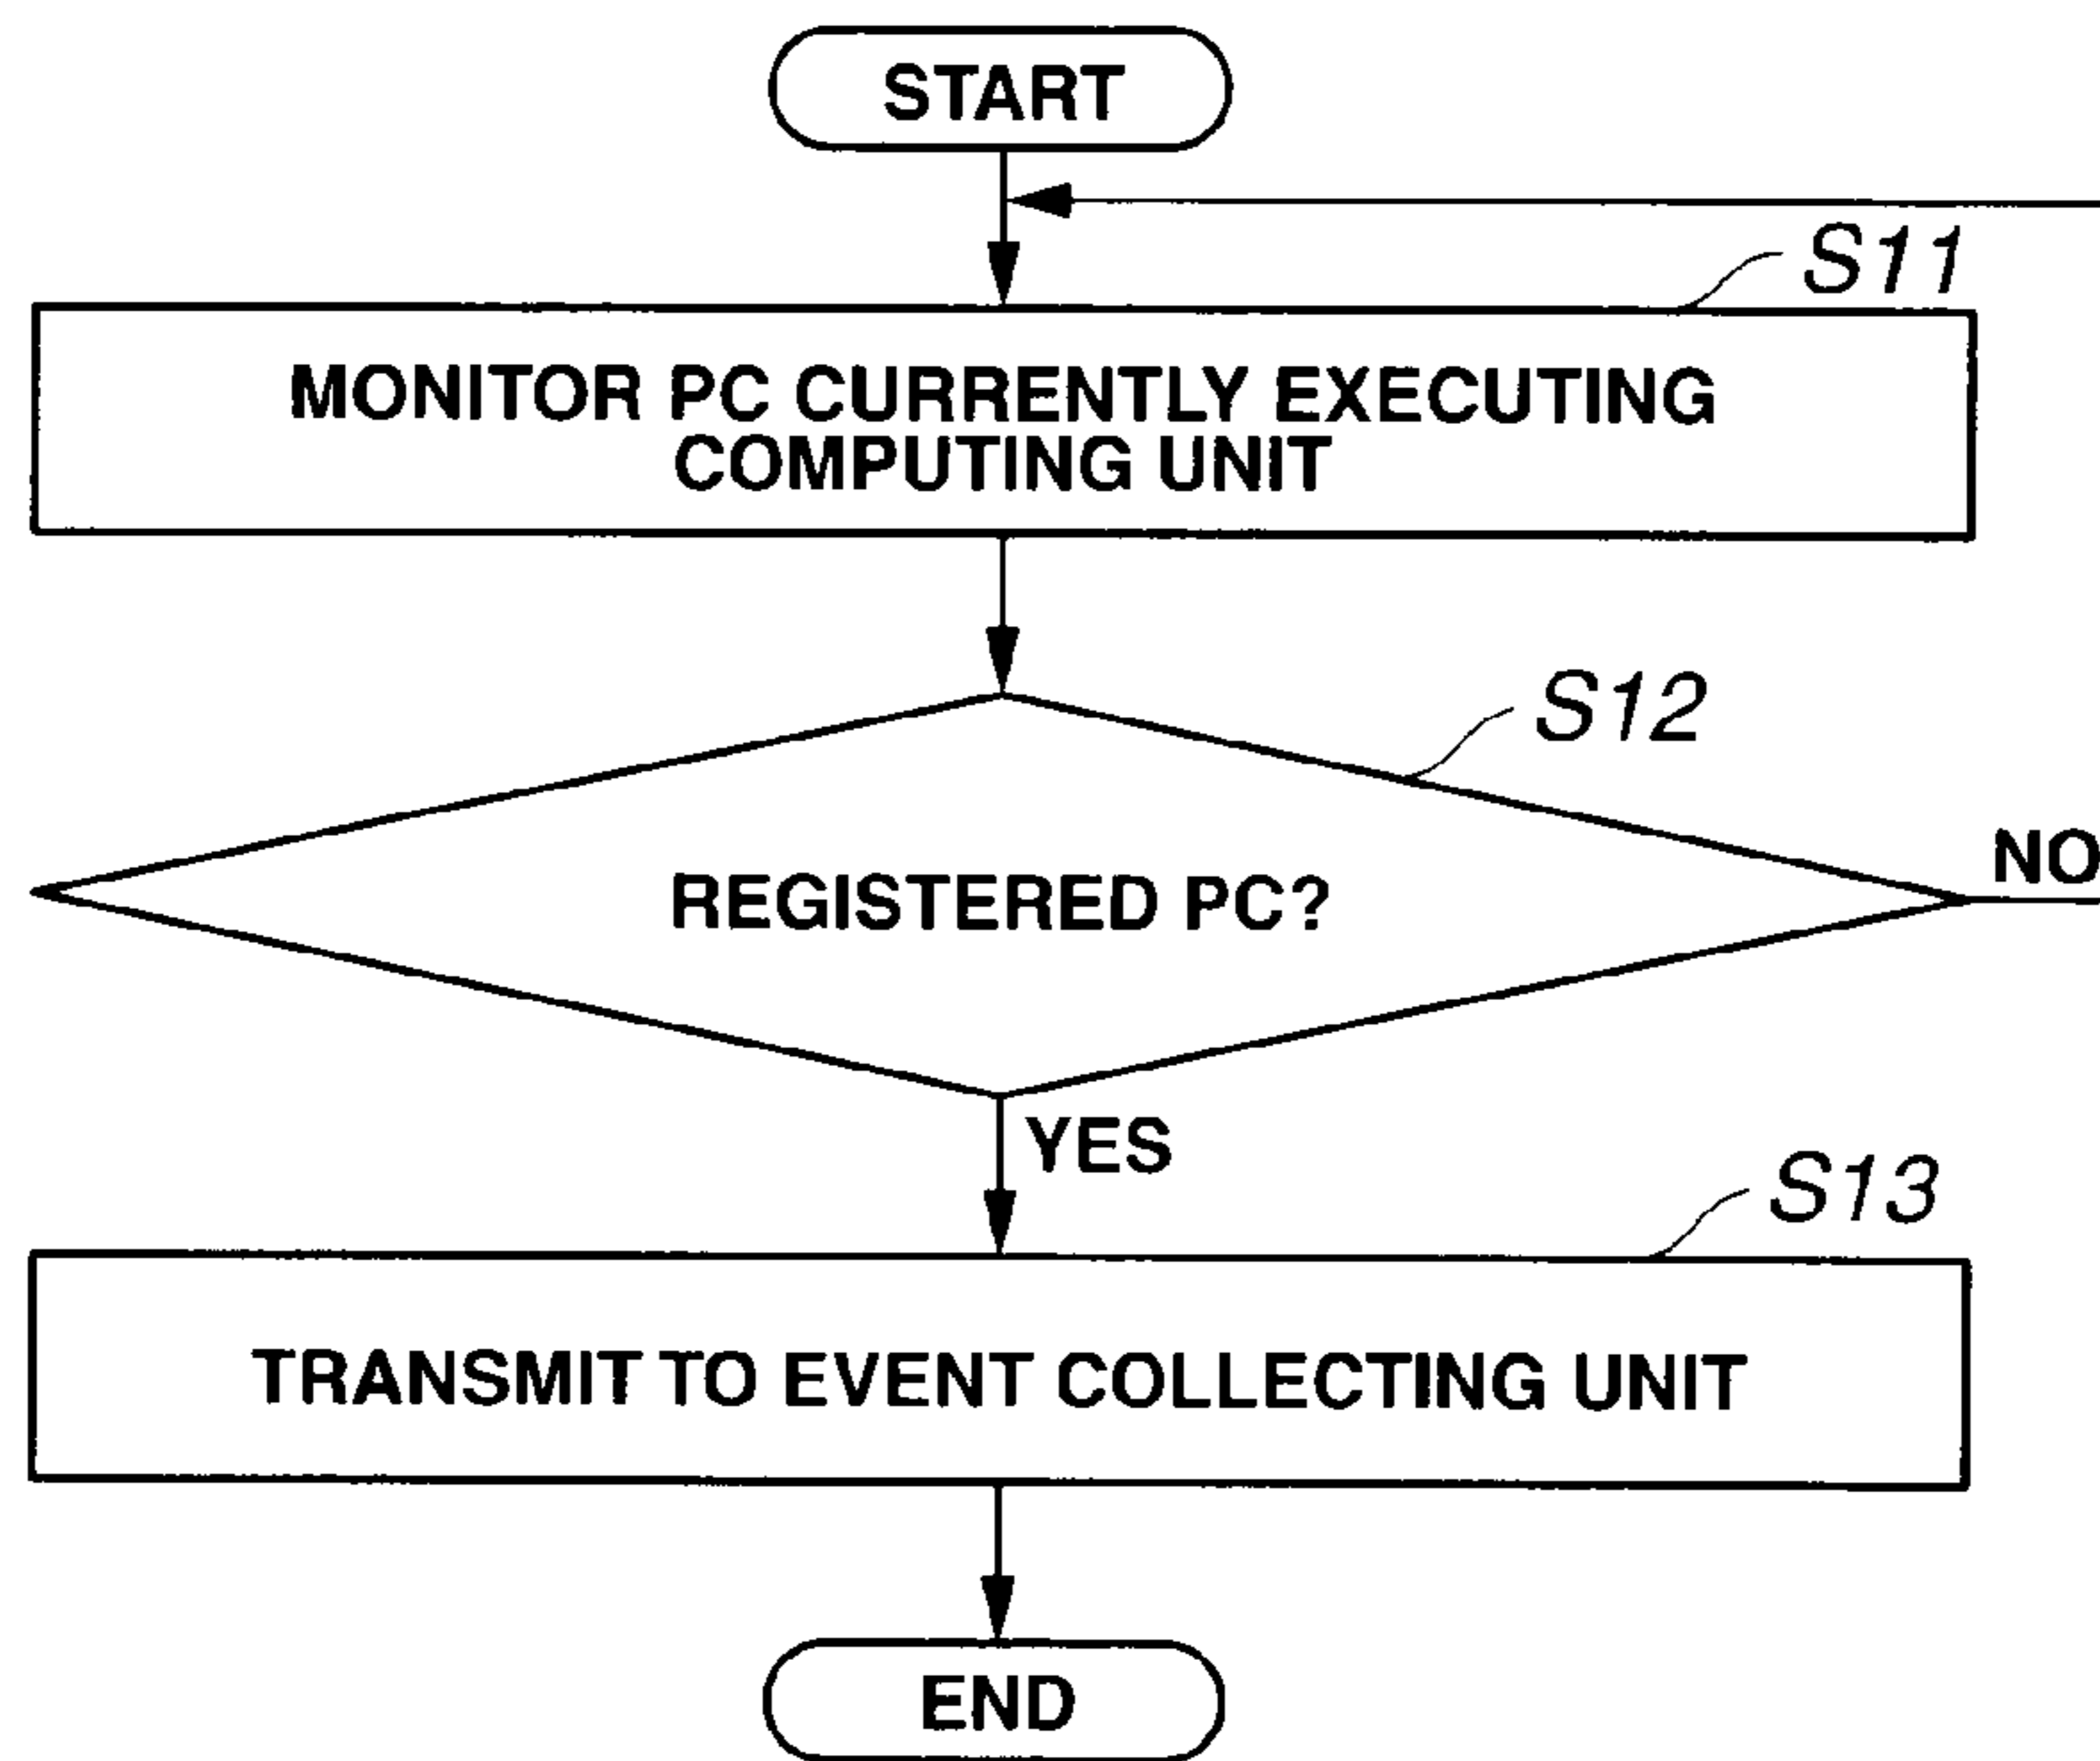 START
S11
MONITOR PC CURRENTLY EXECUTING
COMPUTING UNIT
S12
REGISTERED PC?
NO
YES
S13
TRANSMIT TO EVENT COLLECTING UNIT
END